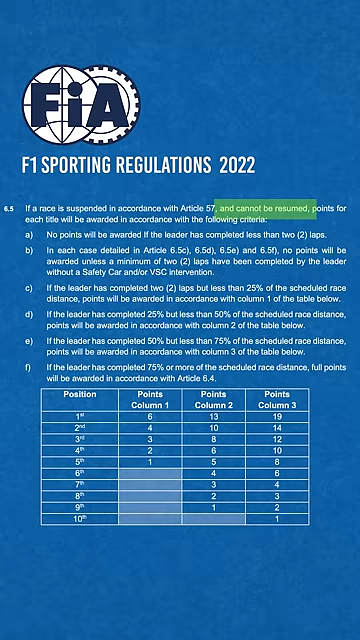 FiA
F1 SPORTING REGULATIONS 2022
6.5 If a race is suspended in accordance with Article 57, and cannot be resumed, points for
each title will be awarded in accordance with the following criteria:
a) No points will be awarded If the leader has completed less than two (2) laps.
b) In each case detailed in Article 6.5c), 6.5d), 6.5e) and 6.5f), no points will be
awarded unless a minimum of two (2) laps have been completed by the leader
without a Safety Car and/or VSC intervention.
c) If the leader has completed two (2) laps but less than 25% of the scheduled race
distance, points will be awarded with column 1 of the table below.
d) If the leader has completed 25% but less than 50% of the scheduled race distance,
points will be awarded with column 2 of the table below.
e) If the leader has completed 50% but less than 75% of the scheduled race distance,
points will be awarded with column 3 of the table below.
f) If the leader has completed 75% or more of the scheduled race distance, full points
will be awarded in accordance with Article 6.4.
Position Points Points Points
Column 1 Column 2 Column 3
1st 6 13 19
2nd 4 10 14
3rd 3 8 12
4th 2 6 10
5th 1 5 8
6th 4 6
7th 3 4
8th 2 3
9th 1 2
10th 1